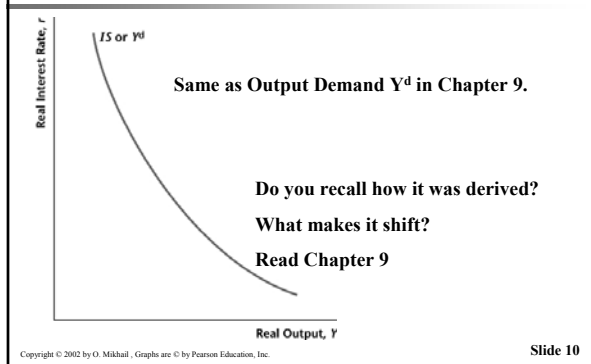 Real Interest Rate, r
IS or Yᵈ
Same as Output Demand Yᵈ in Chapter 9.
Do you recall how it was derived?
What makes it shift?
Read Chapter 9
Real Output, Y
Copyright © 2002 by O. Mikhail , Graphs are © by Pearson Education, Inc.
Slide 10